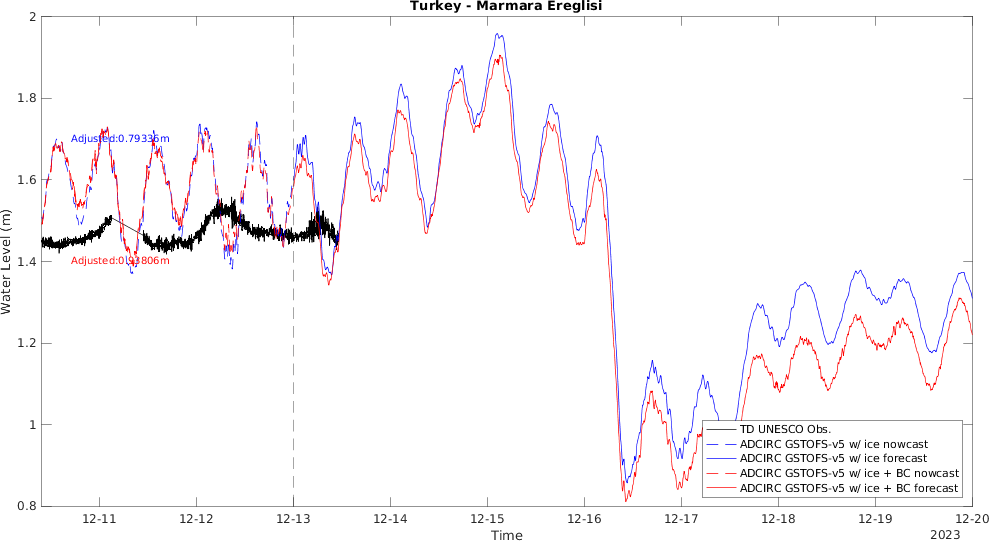 Turkey - Marmara Ereglisi
Water Level (m)
2
1.8
1.6
1.4
1.2
1
0.8
Adjusted:0.79336m
Adjusted:0.93806m
TD UNESCO Obs.
ADCIRC GSTOFS-v5 w/ ice nowcast
ADCIRC GSTOFS-v5 w/ ice forecast
ADCIRC GSTOFS-v5 w/ ice + BC nowcast
ADCIRC GSTOFS-v5 w/ ice + BC forecast
12-11 12-12 12-13 12-14 12-15 12-16 12-17 12-18 12-19 12-20
Time
2023